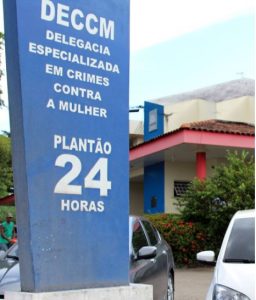 DECCM
DELEGACIA
ESPECIALIZADA
EM CRIMES
CONTRA
A MULHER
PLANTÃO
24
HORAS